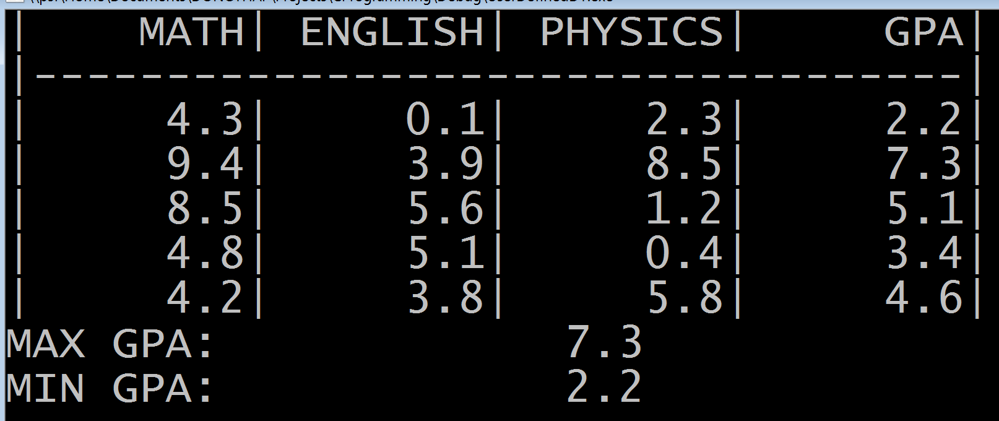 | MATH| ENGLISH| PHYSICS| GPA|
|-----------------------------------|
| 4.3| 0.1| 2.3| 2.2|
| 9.4| 3.9| 8.5| 7.3|
| 8.5| 5.6| 1.2| 5.1|
| 4.8| 5.1| 0.4| 3.4|
| 4.2| 3.8| 5.8| 4.6|
MAX GPA: 7.3
MIN GPA: 2.2